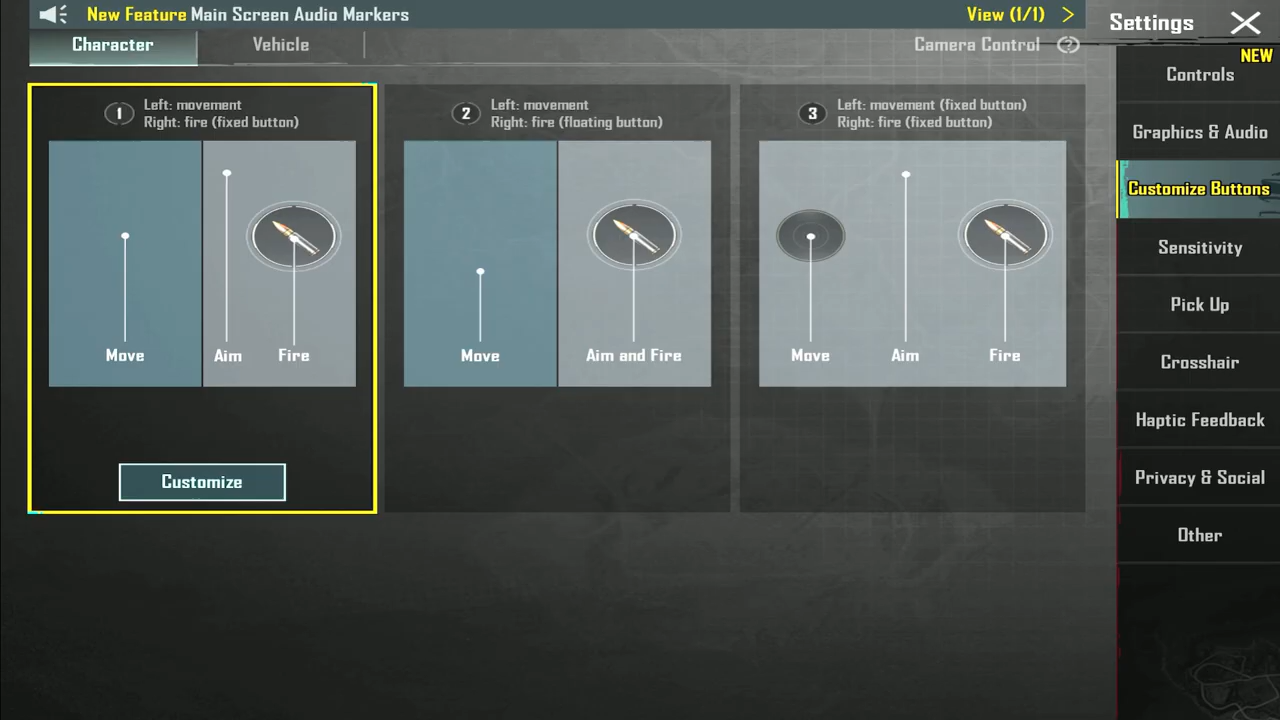 New Feature Main Screen Audio Markers
View (1/1)
Settings
Character
Vehicle
Camera Control
1
Left: movement
Right: fire (fixed button)
Move
Aim
Fire
Customize
2
Left: movement
Right: fire (floating button)
Move
Aim and Fire
3
Left: movement (fixed button)
Right: fire (fixed button)
Move
Aim
Fire
NEW
Controls
Graphics & Audio
Customize Buttons
Sensitivity
Pick Up
Crosshair
Haptic Feedback
Privacy & Social
Other